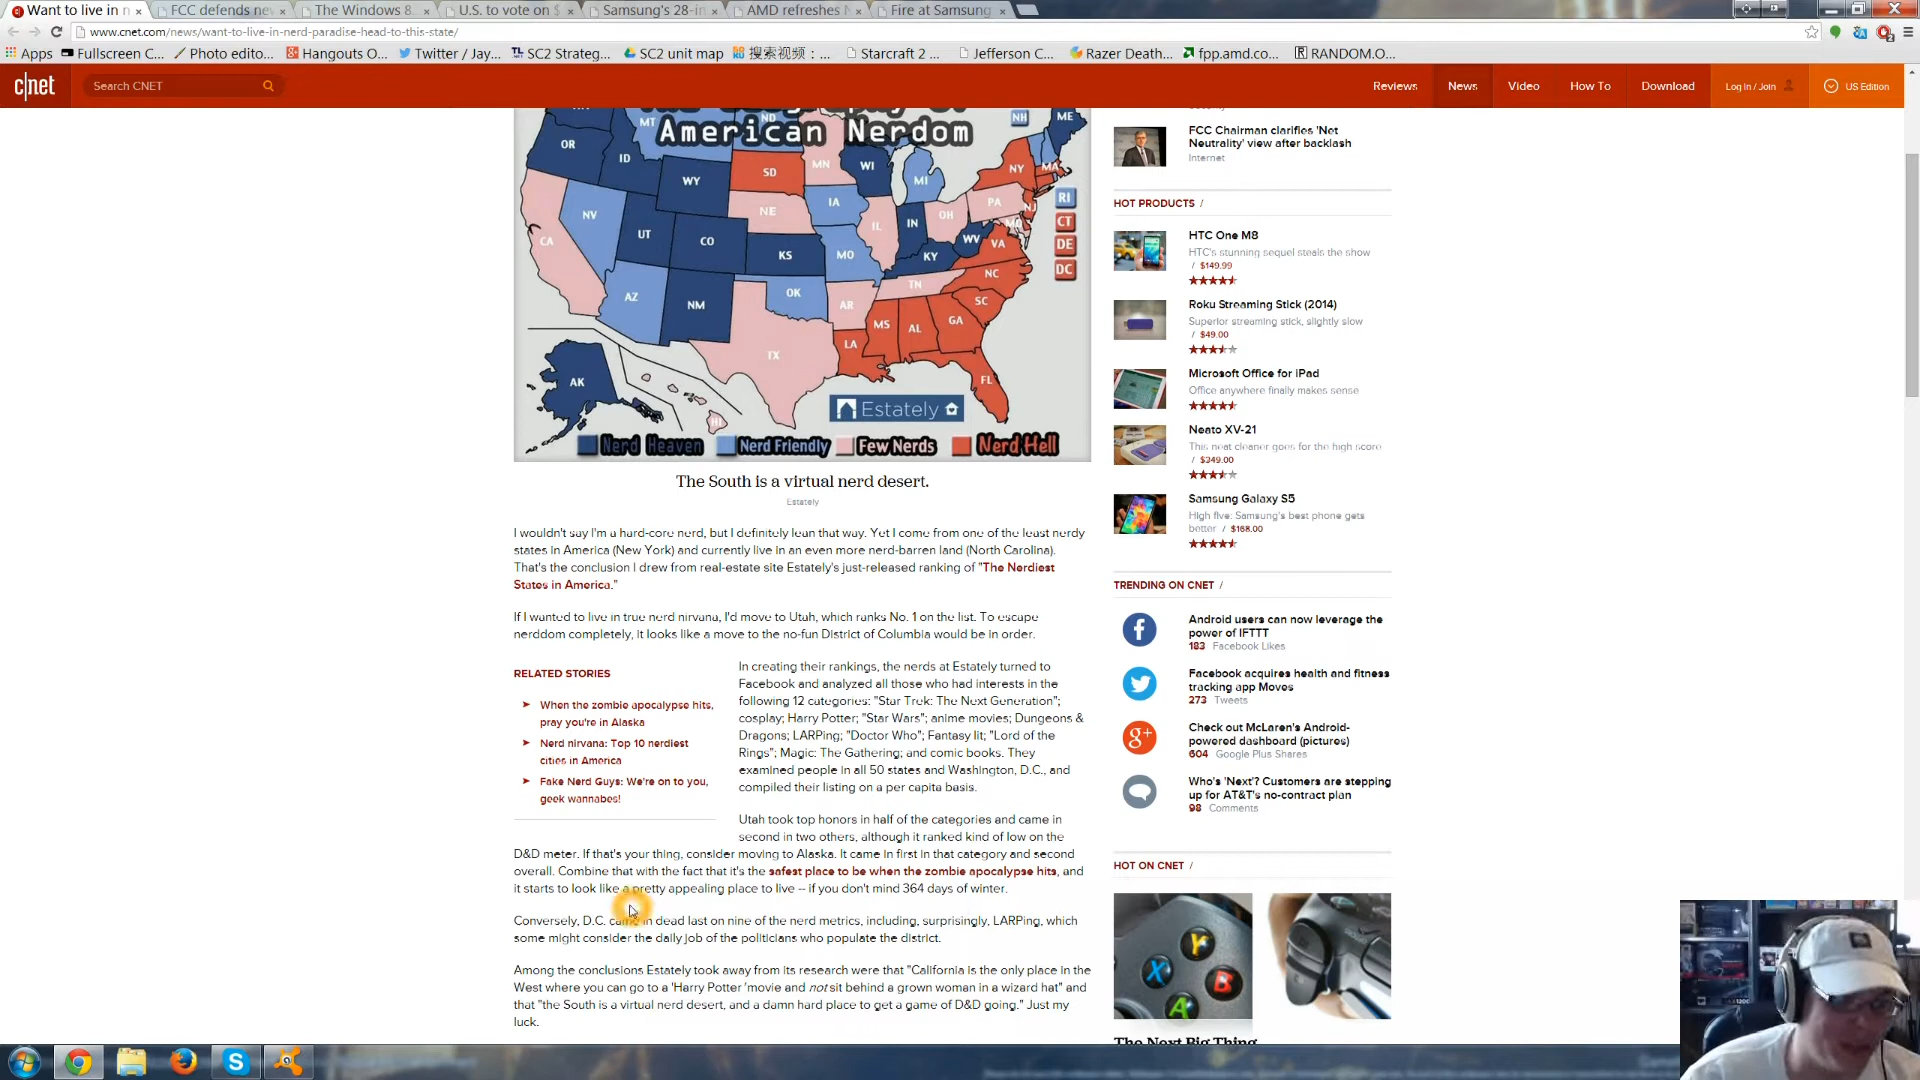 Want to live in n
FCC defends nev
The Windows 8.
U.S. to vote on $
Samsung's 28-in
AMD refreshes
Fire at Samsung
www.cnet.com/news/want-to-live-in-nerd-paradise-head-to-this-state/
Apps
Fullscreen C...
Photo edito...
Hangouts O...
Twitter / Jay...
SC2 Strateg...
SC2 unit map
搜索视频：...
Starcraft 2 ...
Jefferson C...
Razer Death...
fpp.amd.co...
RANDOM.O...
c|net
Search CNET
Reviews
News
Video
How To
Download
Log In / Join
US Edition
American Nerdom
MT
ND
OR
ID
WY
SD
MN
WI
MI
NY
MA
NH
ME
NV
UT
CO
NE
IA
IL
IN
OH
PA
NJ
RI
CT
DE
DC
CA
KS
MO
KY
WV
VA
AZ
NM
OK
AR
TN
NC
SC
TX
LA
MS
AL
GA
FL
AK
HI
Estately
Nerd Heaven
Nerd Friendly
Few Nerds
Nerd Hell
The South is a virtual nerd desert.
Estately
I wouldn't say I'm a hard-core nerd, but I definitely lean that way. Yet I come from one of the least nerdy
states in America (New York) and currently live in an even more nerd-barren land (North Carolina).
That's the conclusion I drew from real-estate site Estately's just-released ranking of "The Nerdiest
States in America."
If I wanted to live in true nerd nirvana, I'd move to Utah, which ranks No. 1 on the list. To escape
nerddom completely, it looks like a move to the no-fun District of Columbia would be in order.
RELATED STORIES
When the zombie apocalypse hits,
pray you're in Alaska
Nerd nirvana: Top 10 nerdiest
cities in America
Fake Nerd Guys: We're on to you,
geek wannabes!
In creating their rankings, the nerds at Estately turned to
Facebook and analyzed all those who had interests in the
following 12 categories: "Star Trek: The Next Generation";
cosplay; Harry Potter; "Star Wars"; anime movies; Dungeons &
Dragons; LARPing; "Doctor Who"; Fantasy lit; "Lord of the
Rings"; Magic: The Gathering; and comic books. They
examined people in all 50 states and Washington, D.C., and
compiled their listing on a per capita basis.
Utah took top honors in half of the categories and came in
second in two others, although it ranked kind of low on the
D&D meter. If that's your thing, consider moving to Alaska. It came in first in that category and second
overall. Combine that with the fact that it's the safest place to be when the zombie apocalypse hits, and
it starts to look like a pretty appealing place to live -- if you don't mind 364 days of winter.
Conversely, D.C. came in dead last on nine of the nerd metrics, including, surprisingly, LARPing, which
some might consider the daily job of the politicians who populate the district.
Among the conclusions Estately took away from its research were that "California is the only place in the
West where you can go to a 'Harry Potter 'movie and not sit behind a grown woman in a wizard hat" and
that "the South is a virtual nerd desert, and a damn hard place to get a game of D&D going." Just my
luck.
FCC Chairman clarifies 'Net
Neutrality' view after backlash
Internet
HOT PRODUCTS /
HTC One M8
HTC's stunning sequel steals the show
/ $149.99
Roku Streaming Stick (2014)
Superior streaming stick, slightly slow
/ $49.00
Microsoft Office for iPad
Office anywhere finally makes sense
Neato XV-21
This neat cleaner goes for the high score
/ $349.00
Samsung Galaxy S5
High five: Samsung's best phone gets
better / $168.00
TRENDING ON CNET /
Android users can now leverage the
power of IFTTT
183 Facebook Likes
Facebook acquires health and fitness
tracking app Moves
273 Tweets
Check out McLaren's Android-
powered dashboard (pictures)
604 Google Plus Shares
Who's 'Next'? Customers are stepping
up for AT&T's no-contract plan
98 Comments
HOT ON CNET /
Y
X
B
A
The Next Big Thing